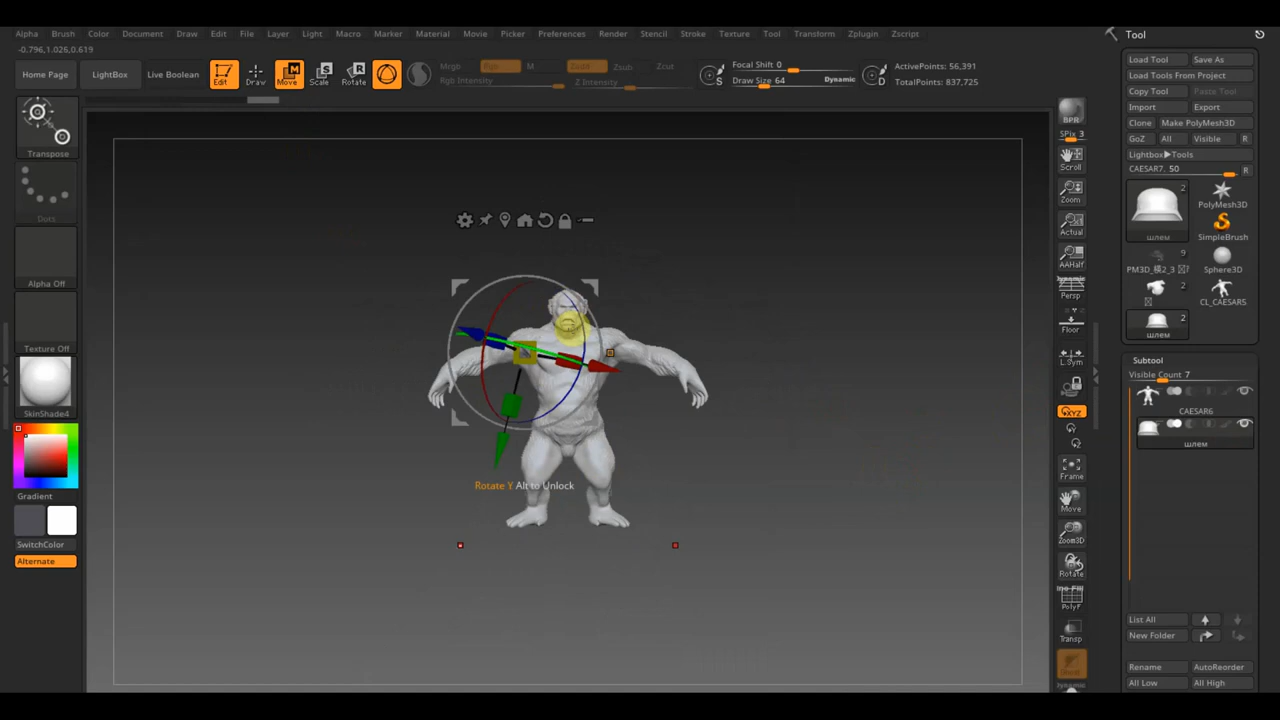 Alpha Brush Color Document Draw Edit File Layer Light Macro Marker Material Movie Picker Preferences Render Stencil Stroke Texture Tool Transform Zplugin Zscript
-0.796,1.026,0.619
Home Page
LightBox
Live Boolean
Edit
Draw
Move
Scale
Rotate
Mrgb Rgb M
Rgb Intensity
Zadd Zsub Zcut
Z Intensity
S
Focal Shift 0
Draw Size 64
Dynamic
D
ActivePoints: 56,391
TotalPoints: 837,725
Transpose
Dots
Alpha Off
Texture Off
SkinShade4
Gradient
SwitchColor
Alternate
Rotate Y Alt to Unlock
BPR
SPix 3
Scroll
Zoom
Actual
AAHalf
Dynamic
Persp
Floor
L.Sym
XYZ
Frame
Move
Zoom3D
Rotate
PolyF
Transp
Dynamic
Tool
Load Tool Save As
Load Tools From Project
Copy Tool Paste Tool
Import Export
Clone Make PolyMesh3D
GoZ All Visible R
Lightbox▶Tools
CAESAR7. 50 R
2
шлем
PolyMesh3D
SimpleBrush
9
Sphere3D
2
CL_CAESAR5
2
шлем
Subtool
Visible Count 7
CAESAR6
шлем
List All
New Folder
Rename AutoReorder
All Low All High